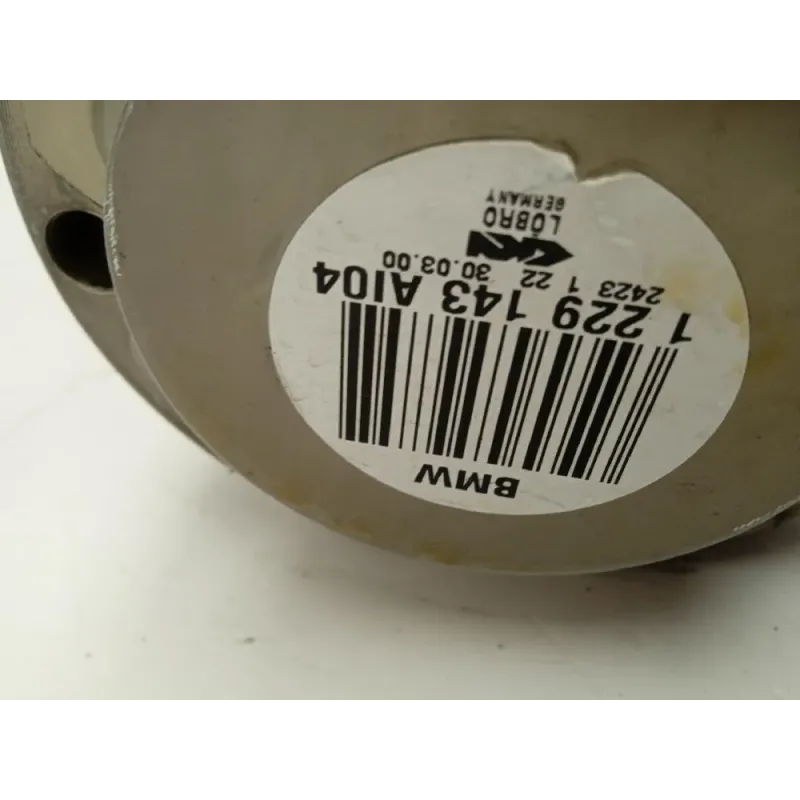 BMW
1 229 143 AI04
2423 1 22 30.03.00
GKN LÖBRO
GERMANY